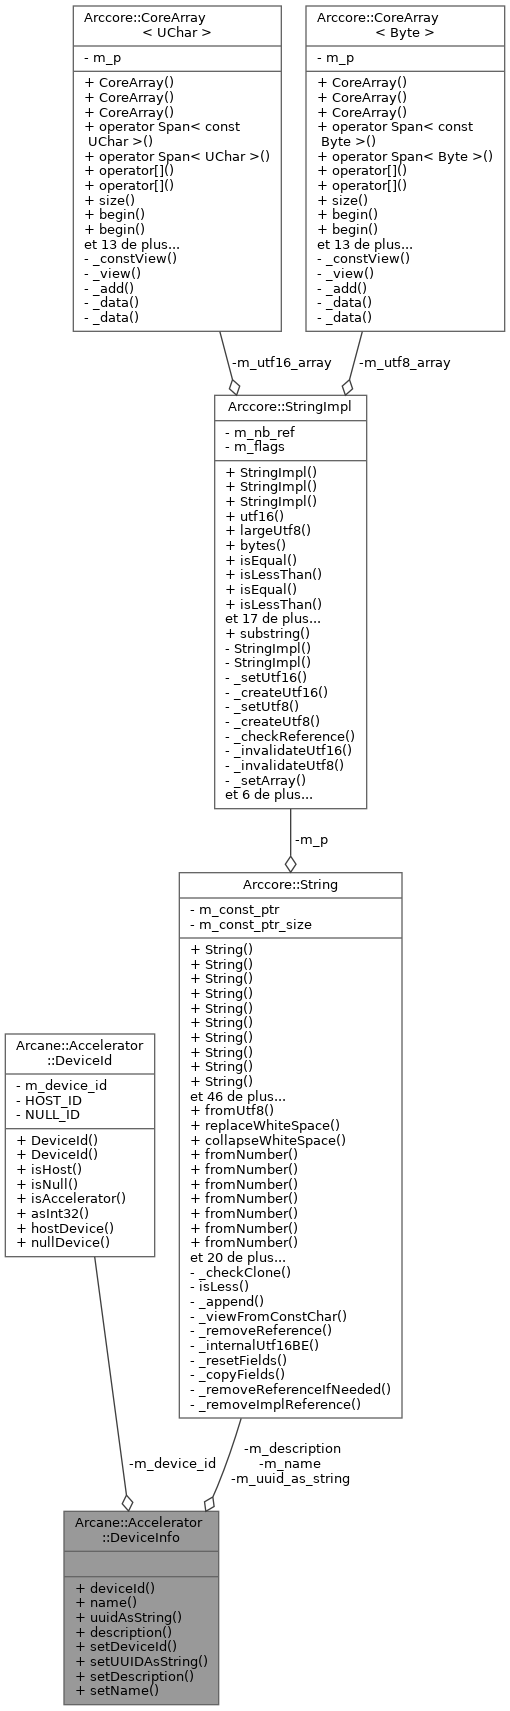 Arccore::CoreArray
< UChar >
- m_p
+ CoreArray()
+ CoreArray()
+ CoreArray()
+ operator Span< const
UChar >()
+ operator Span< UChar >()
+ operator[]()
+ operator[]()
+ size()
+ begin()
+ begin()
et 13 de plus...
- _constView()
- _view()
- _add()
- _data()
- _data()
Arccore::CoreArray
< Byte >
- m_p
+ CoreArray()
+ CoreArray()
+ CoreArray()
+ operator Span< const
Byte >()
+ operator Span< Byte >()
+ operator[]()
+ operator[]()
+ size()
+ begin()
+ begin()
et 13 de plus...
- _constView()
- _view()
- _add()
- _data()
- _data()
-m_utf16_array
-m_utf8_array
Arccore::StringImpl
- m_nb_ref
- m_flags
+ StringImpl()
+ StringImpl()
+ StringImpl()
+ utf16()
+ largeUtf8()
+ bytes()
+ isEqual()
+ isLessThan()
+ isEqual()
+ isLessThan()
et 17 de plus...
+ substring()
- StringImpl()
- StringImpl()
- _setUtf16()
- _createUtf16()
- _setUtf8()
- _createUtf8()
- _checkReference()
- _invalidateUtf16()
- _invalidateUtf8()
- _setArray()
et 6 de plus...
-m_p
Arccore::String
- m_const_ptr
- m_const_ptr_size
+ String()
+ String()
+ String()
+ String()
+ String()
+ String()
+ String()
+ String()
+ String()
+ String()
et 46 de plus...
+ fromUtf8()
+ replaceWhiteSpace()
+ collapseWhiteSpace()
+ fromNumber()
+ fromNumber()
+ fromNumber()
+ fromNumber()
+ fromNumber()
+ fromNumber()
+ fromNumber()
et 20 de plus...
- _checkClone()
- isLess()
- _append()
- _viewFromConstChar()
- _removeReference()
- _internalUtf16BE()
- _resetFields()
- _copyFields()
- _removeReferenceIfNeeded()
- _removeImplReference()
Arcane::Accelerator
::DeviceId
- m_device_id
- HOST_ID
- NULL_ID
+ DeviceId()
+ DeviceId()
+ isHost()
+ isNull()
+ isAccelerator()
+ asInt32()
+ hostDevice()
+ nullDevice()
-m_device_id
-m_description
-m_name
-m_uuid_as_string
Arcane::Accelerator
::DeviceInfo
+ deviceId()
+ name()
+ uuidAsString()
+ description()
+ setDeviceId()
+ setUUIDAsString()
+ setDescription()
+ setName()